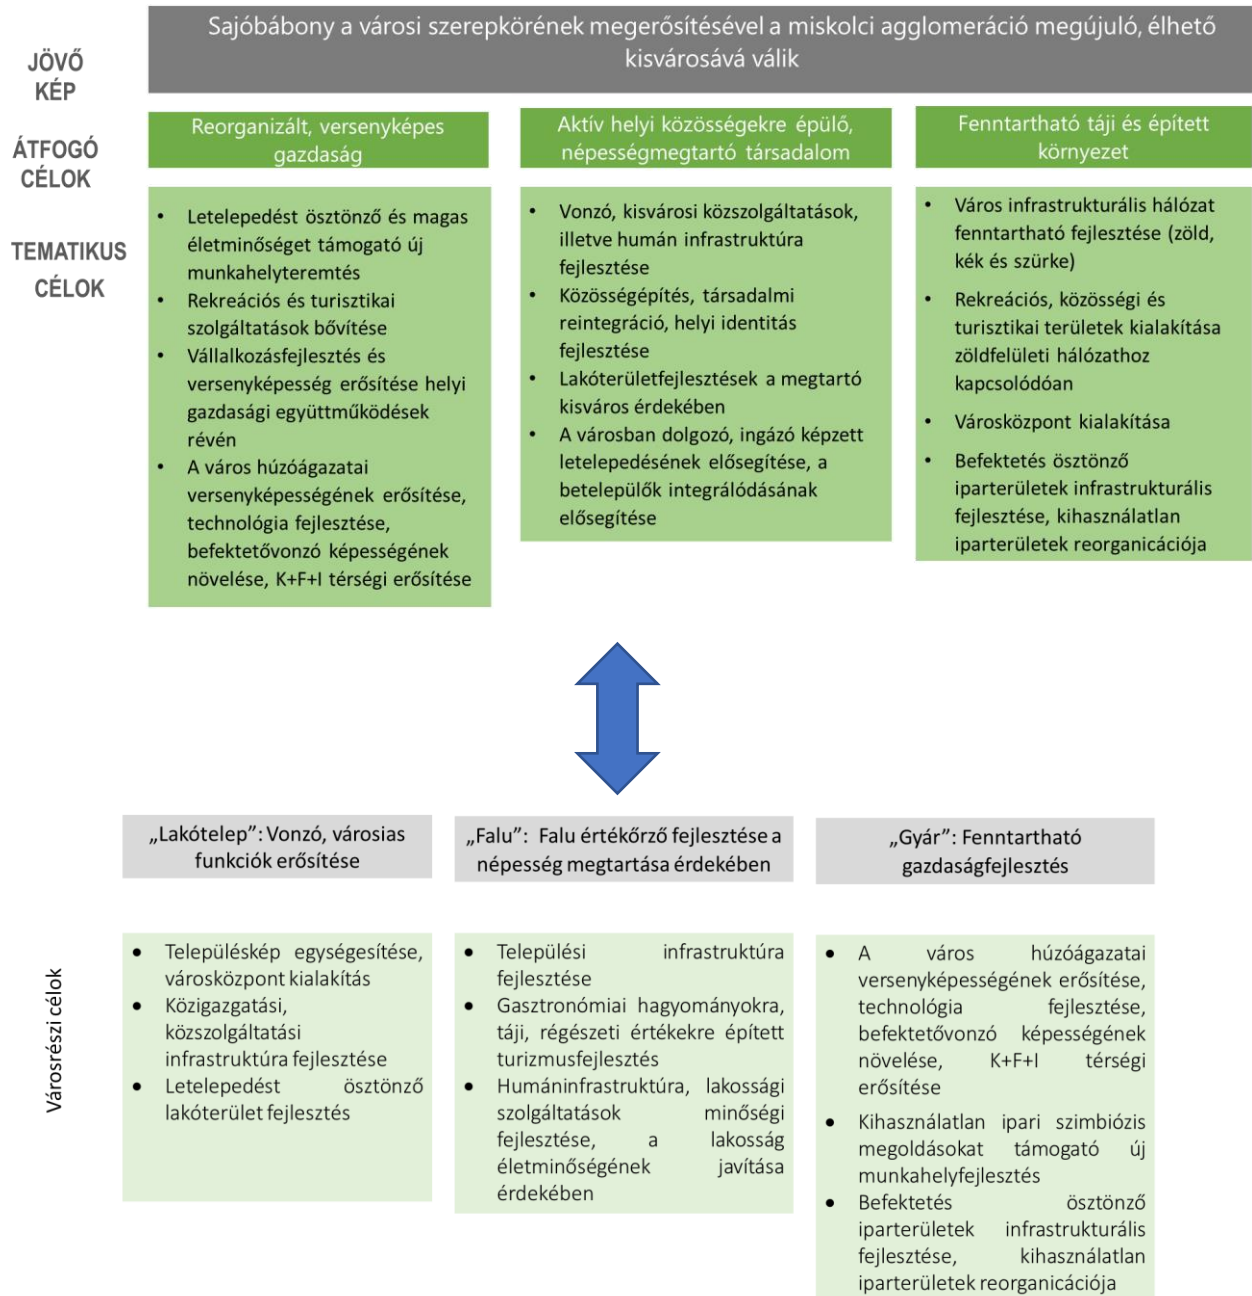 Sajóbábony a városi szerepkörének megerősítésével a miskolci agglomeráció megújuló, élhető
kisvárosává válik
JÖVŐ
KÉP
ÁTFOGÓ
CÉLOK
Reorganizált, versenyképes
gazdaság
Aktív helyi közösségekre épülő,
népességmegtartó társadalom
Fenntartható táji és épített
környezet
TEMATIKUS
CÉLOK
• Letelepedést ösztönző és magas
életminőséget támogató új
munkahelyteremtés
• Rekreációs és turisztikai
szolgáltatások bővítése
• Vállalkozásfejlesztés és
versenyképesség erősítése helyi
gazdasági együttműködések
révén
• A város húzóágazatai
versenyképességének erősítése,
technológia fejlesztése,
befektetővonzó képességének
növelése, K+F+I térségi erősítése
• Vonzó, kisvárosi közszolgáltatások,
illetve humán infrastruktúra
fejlesztése
• Közösségépítés, társadalmi
reintegráció, helyi identitás
fejlesztése
• Lakóterületfejlesztések a megtartó
kisváros érdekében
• A városban dolgozó, ingázó képzett
letelepedésének elősegítése, a
betelepülők integrálódásának
elősegítése
• Város infrastrukturális hálózat
fenntartható fejlesztése (zöld,
kék és szürke)
• Rekreációs, közösségi és
turisztikai területek kialakítása
zöldfelületi hálózathoz
kapcsolódóan
• Városközpont kialakítása
• Befektetés ösztönző
iparterületek infrastrukturális
fejlesztése, kihasználatlan
iparterületek reorganicációja
„Lakótelep”: Vonzó, városias
funkciók erősítése
„Falu”: Falu értékőrző fejlesztése a
népesség megtartása érdekében
„Gyár”: Fenntartható
gazdaságfejlesztés
Városrészi célok
• Településkép egységesítése,
városközpont kialakítás
• Közigazgatási,
közszolgáltatási
infrastruktúra fejlesztése
• Letelepedést ösztönző
lakóterület fejlesztés
• Települési infrastruktúra
fejlesztése
• Gasztronómiai hagyományokra,
táji, régészeti értékekre épített
turizmusfejlesztés
• Humáninfrastruktúra, lakossági
szolgáltatások minőségi
fejlesztése, a lakosság
életminőségének javítása
érdekében
• A város húzóágazatai
versenyképességének erősítése,
technológia fejlesztése,
befektetővonzó képességének
növelése, K+F+I térségi
erősítése
• Kihasználatlan ipari szimbiózis
megoldásokat támogató új
munkahelyfejlesztés
• Befektetés ösztönző
iparterületek infrastrukturális
fejlesztése, kihasználatlan
iparterületek reorganicációja